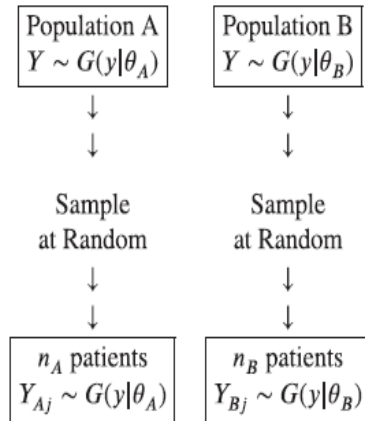 Population A
Y ~ G(y|θ_A)
↓
↓
Sample
at Random
↓
↓
n_A patients
Y_Aj ~ G(y|θ_A)
Population B
Y ~ G(y|θ_B)
↓
↓
Sample
at Random
↓
↓
n_B patients
Y_Bj ~ G(y|θ_B)